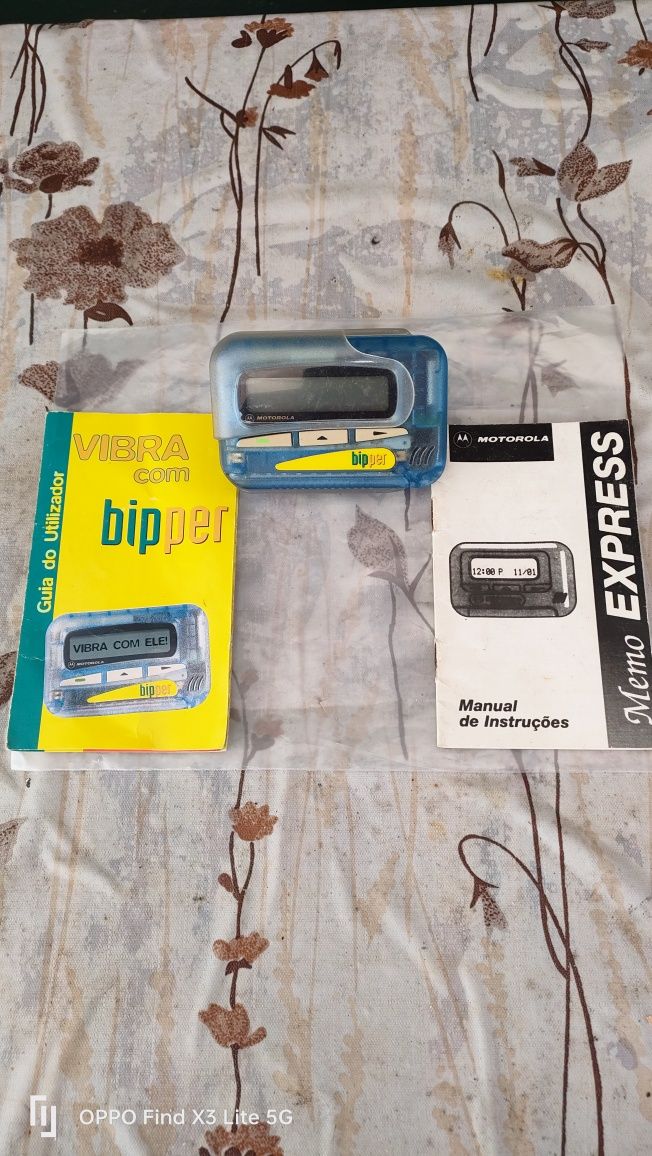 MOTOROLA
bipper
VIBRA
com
bipper
Guia do Utilizador
VIBRA COM ELE!
MOTOROLA
bipper
MOTOROLA
12:00 P 11/01
Memo EXPRESS
Manual
de Instruções
OPPO Find X3 Lite 5G